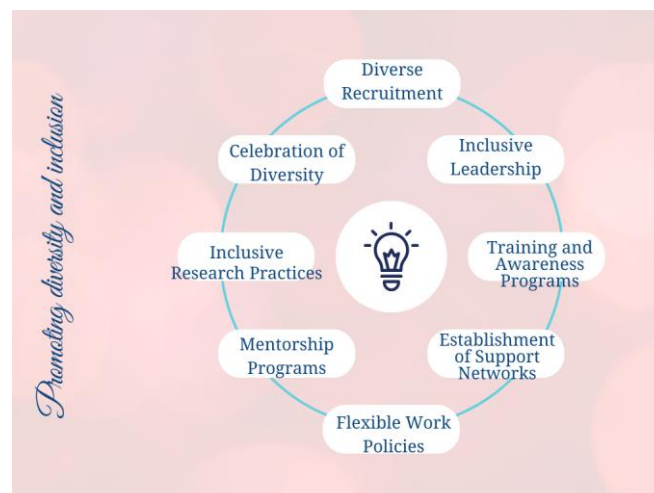 Promoting diversity and inclusion
Diverse
Recruitment
Inclusive
Leadership
Training and
Awareness
Programs
Establishment
of Support
Networks
Flexible Work
Policies
Mentorship
Programs
Inclusive
Research Practices
Celebration of
Diversity